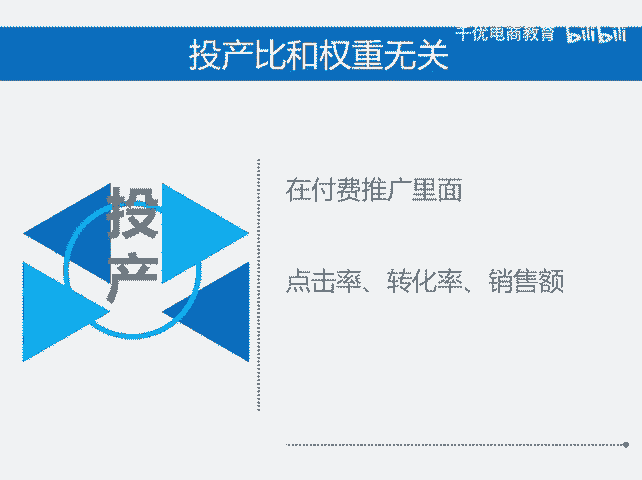 千优电商教育 bilibili
投产比和权重无关
投
产
在付费推广里面
点击率、转化率、销售额